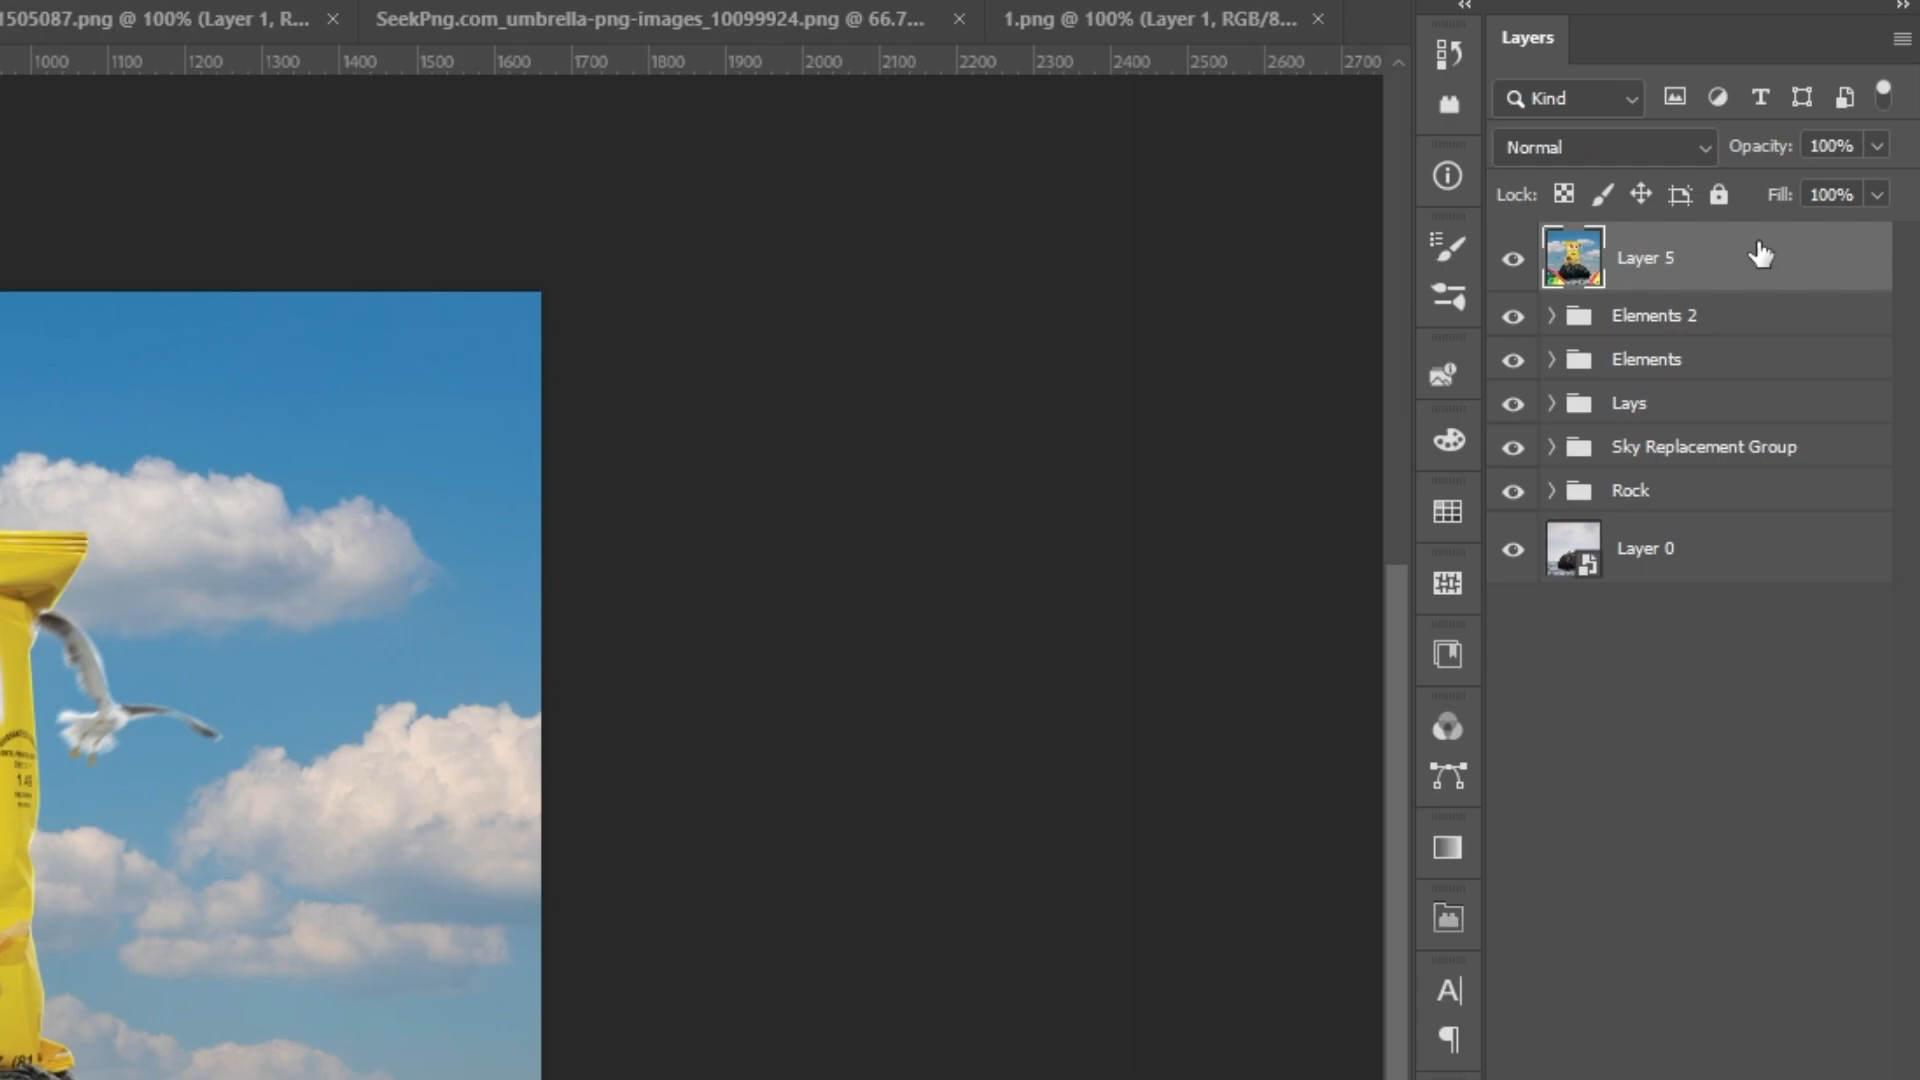 1505087.png @ 100% (Layer 1, R...
SeekPng.com_umbrella-png-images_10099924.png @ 66.7...
1.png @ 100% (Layer 1, RGB/8...
1000 1100 1200 1300 1400 1500 1600 1700 1800 1900 2000 2100 2200 2300 2400 2500 2600 2700
Layers
Kind
Normal
Opacity: 100%
Lock:
Fill: 100%
Layer 5
Elements 2
Elements
Lays
Sky Replacement Group
Rock
Layer 0